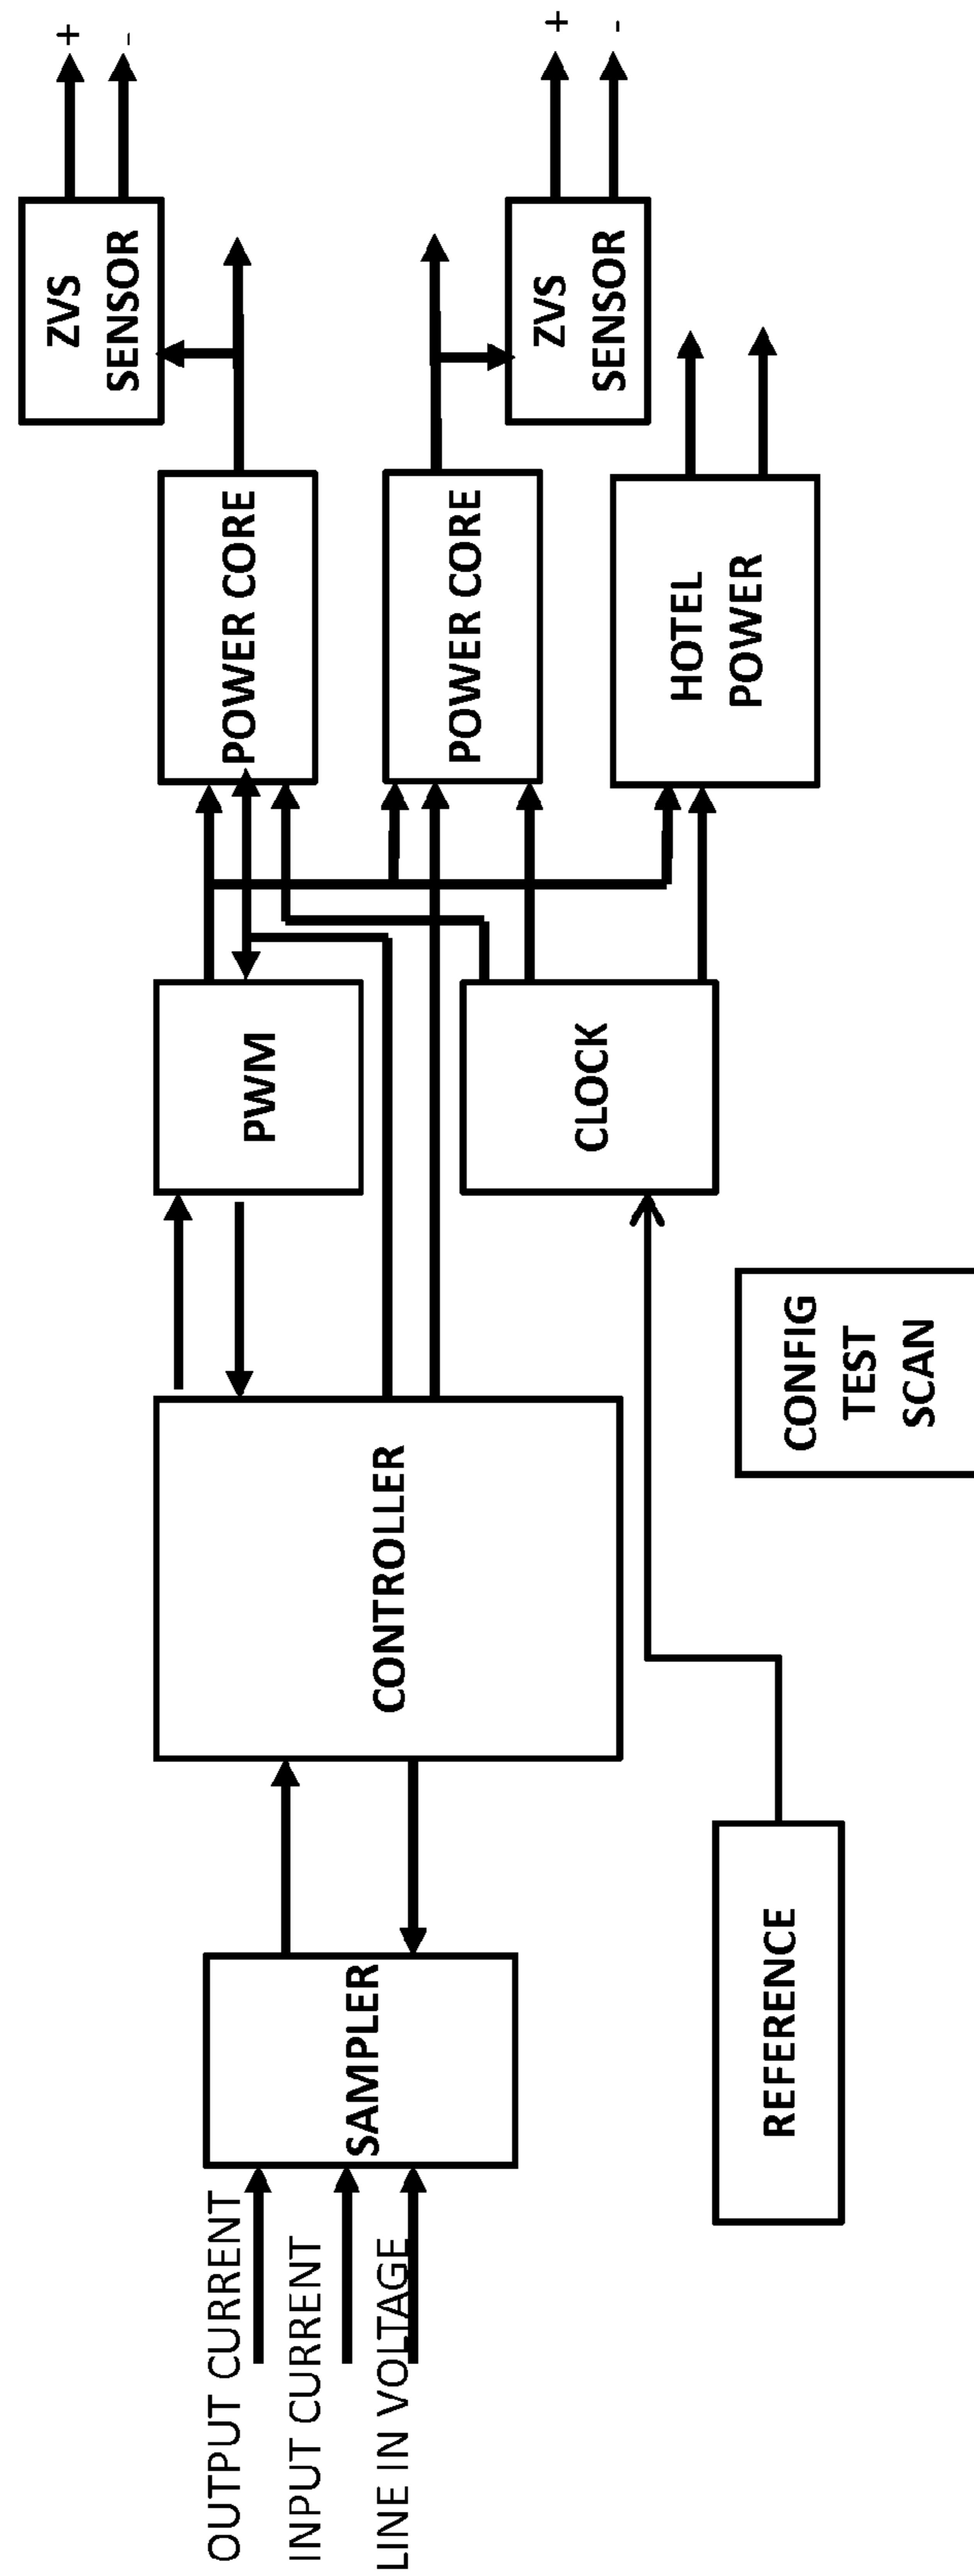 OUTPUT CURRENT
INPUT CURRENT
LINE IN VOLTAGE
SAMPLER
REFERENCE
CONTROLLER
CONFIG
TEST
SCAN
PWM
CLOCK
POWER CORE
POWER CORE
HOTEL
POWER
ZVS
SENSOR
+
-
ZVS
SENSOR
+
-